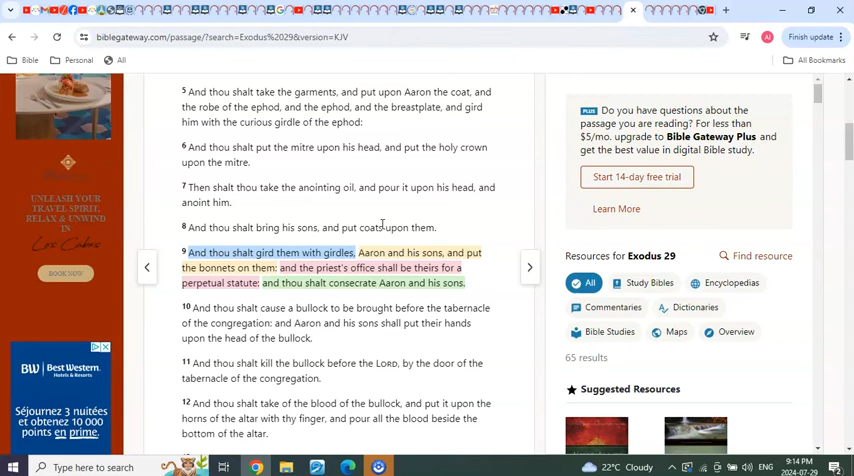 biblegateway.com/passage/?search=Exodus%2029&version=KJV
AI
Finish update
Bible
Personal
All
All Bookmarks
UNLEASH YOUR
TRAVEL SPIRIT,
RELAX & UNWIND
IN
Los Cabos
BOOK NOW
BW
Best Western
Hotels & Resorts
Séjournez 3 nuitées
et obtenez 10 000
points en prime.
5 And thou shalt take the garments, and put upon Aaron the coat, and
the robe of the ephod, and the ephod, and the breastplate, and gird
him with the curious girdle of the ephod:
6 And thou shalt put the mitre upon his head, and put the holy crown
upon the mitre.
7 Then shalt thou take the anointing oil, and pour it upon his head, and
anoint him.
8 And thou shalt bring his sons, and put coats upon them.
9 And thou shalt gird them with girdles, Aaron and his sons, and put
the bonnets on them: and the priest's office shall be theirs for a
perpetual statute: and thou shalt consecrate Aaron and his sons.
10 And thou shalt cause a bullock to be brought before the tabernacle
of the congregation: and Aaron and his sons shall put their hands
upon the head of the bullock.
11 And thou shalt kill the bullock before the LORD, by the door of the
tabernacle of the congregation.
12 And thou shalt take of the blood of the bullock, and put it upon the
horns of the altar with thy finger, and pour all the blood beside the
bottom of the altar.
PLUS Do you have questions about the
passage you are reading? For less than
$5/mo. upgrade to Bible Gateway Plus and
get the best value in digital Bible study.
Start 14-day free trial
Learn More
Resources for Exodus 29
Find resource
All
Study Bibles
Encyclopedias
Commentaries
Dictionaries
Bible Studies
Maps
Overview
65 results
Suggested Resources
Type here to search
22°C Cloudy
ENG
9:14 PM
2024-07-29